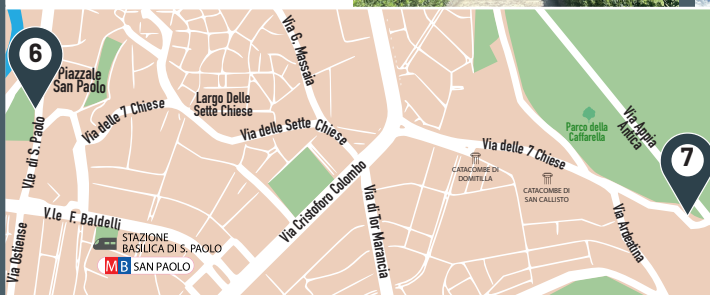 6
Piazzale
San Paolo
Via delle 7 Chiese
V.le di S. Paolo
Largo Delle
Sette Chiese
Via G. Massaia
Via delle Sette Chiese
Via Cristoforo Colombo
Via di Tor Marancia
Via delle 7 Chiese
CATACOMBE DI
DOMITILLA
CATACOMBE DI
SAN CALLISTO
Parco della
Caffarella
Via Appia
Antica
7
Via Ardeatina
V.le F. Baldelli
Via Ostiense
STAZIONE
BASILICA DI S. PAOLO
M B SAN PAOLO